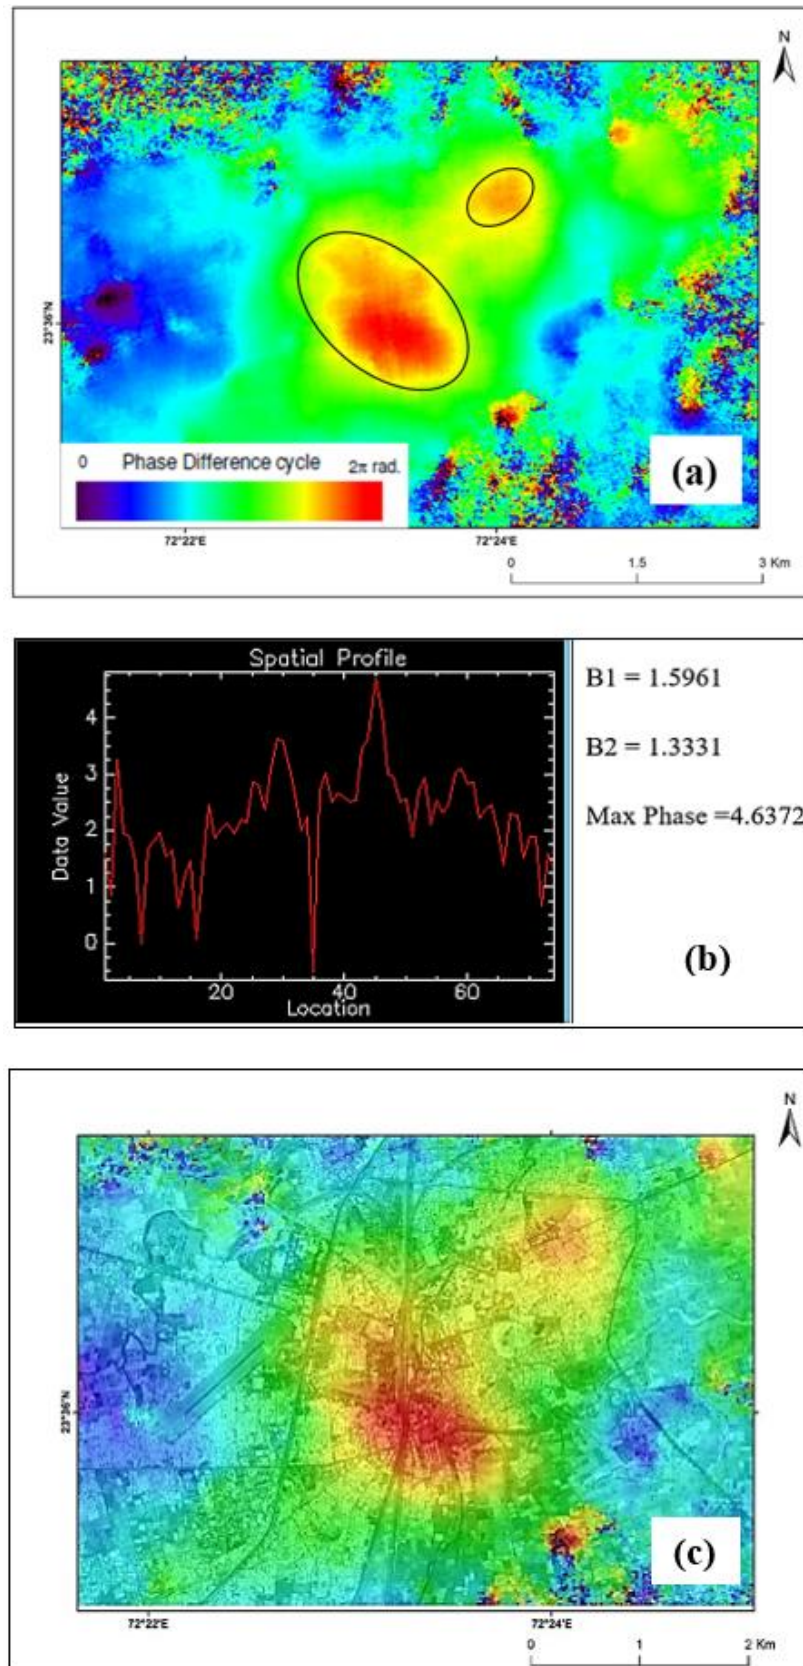 N
23°36'N
0 Phase Difference cycle 2π rad.
(a)
72°22'E 72°24'E
0 1.5 3 Km
Spatial Profile
Data Value
4
3
2
1
0
20 40 60
Location
B1 = 1.5961
B2 = 1.3331
Max Phase =4.6372
(b)
N
23°36'N
(c)
72°22'E 72°24'E
0 1 2 Km